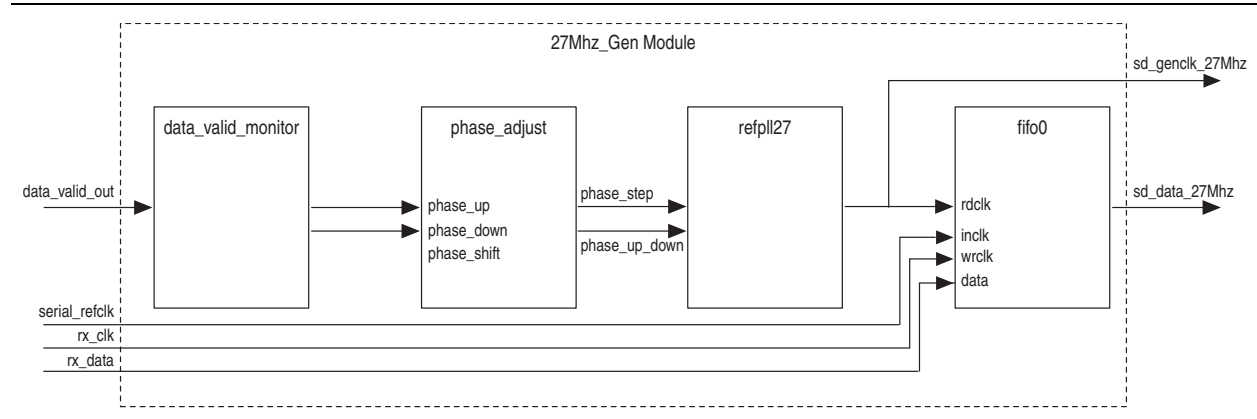 27Mhz_Gen Module
sd_genclk_27Mhz
data_valid_monitor
phase_adjust
refpll27
fifo0
data_valid_out
phase_up
phase_down
phase_shift
phase_step
phase_up_down
rdclk
inclk
wrclk
data
sd_data_27Mhz
serial_refclk
rx_clk
rx_data